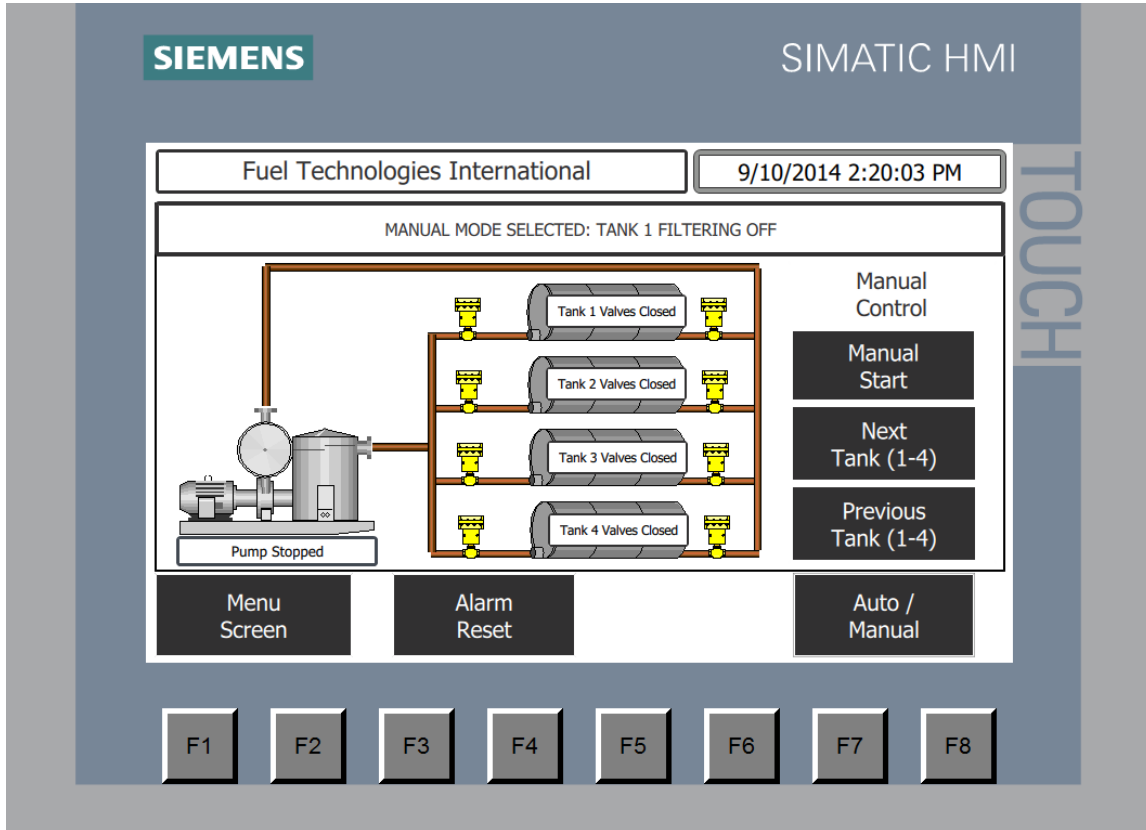 SIEMENS
SIMATIC HMI
TOUCH
Fuel Technologies International
9/10/2014 2:20:03 PM
MANUAL MODE SELECTED: TANK 1 FILTERING OFF
Manual
Control
Tank 1 Valves Closed
Manual
Start
Tank 2 Valves Closed
Next
Tank (1-4)
Tank 3 Valves Closed
Previous
Tank (1-4)
Tank 4 Valves Closed
Pump Stopped
Menu
Screen
Alarm
Reset
Auto /
Manual
F1
F2
F3
F4
F5
F6
F7
F8